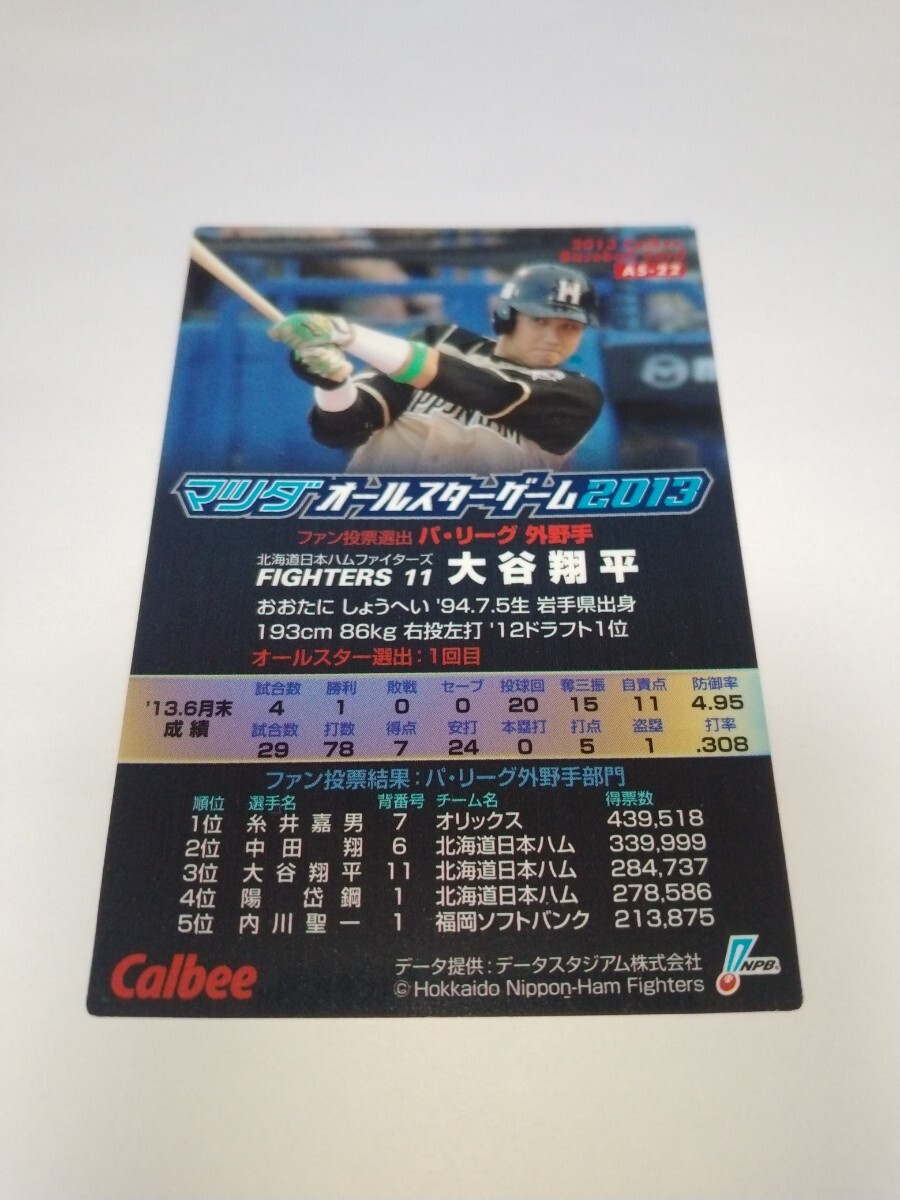 2013 Calbee
Baseball Card
AS-22
H
NIPPONHAM
マツダオールスターゲーム2013
ファン投票選出 パ・リーグ 外野手
北海道日本ハムファイターズ
FIGHTERS 11 大谷翔平
おおたに しょうへい '94.7.5生 岩手県出身
193cm 86kg 右投左打 '12ドラフト1位
オールスター選出：1回目
'13.6月末成績
試合数 勝利 敗戦 セーブ 投球回 奪三振 自責点 防御率
4 1 0 0 20 15 11 4.95
試合数 打数 得点 安打 本塁打 打点 盗塁 打率
29 78 7 24 0 5 1 .308
ファン投票結果：パ・リーグ外野手部門
順位 選手名 背番号 チーム名 得票数
1位 糸井嘉男 7 オリックス 439,518
2位 中田翔 6 北海道日本ハム 339,999
3位 大谷翔平 11 北海道日本ハム 284,737
4位 陽岱鋼 1 北海道日本ハム 278,586
5位 内川聖一 1 福岡ソフトバンク 213,875
Calbee
データ提供：データスタジアム株式会社
©Hokkaido Nippon-Ham Fighters
NPB